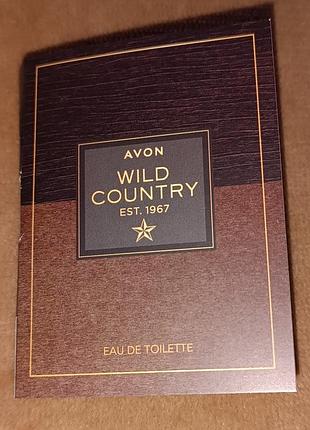 AVON
WILD
COUNTRY
EST. 1967
EAU DE TOILETTE